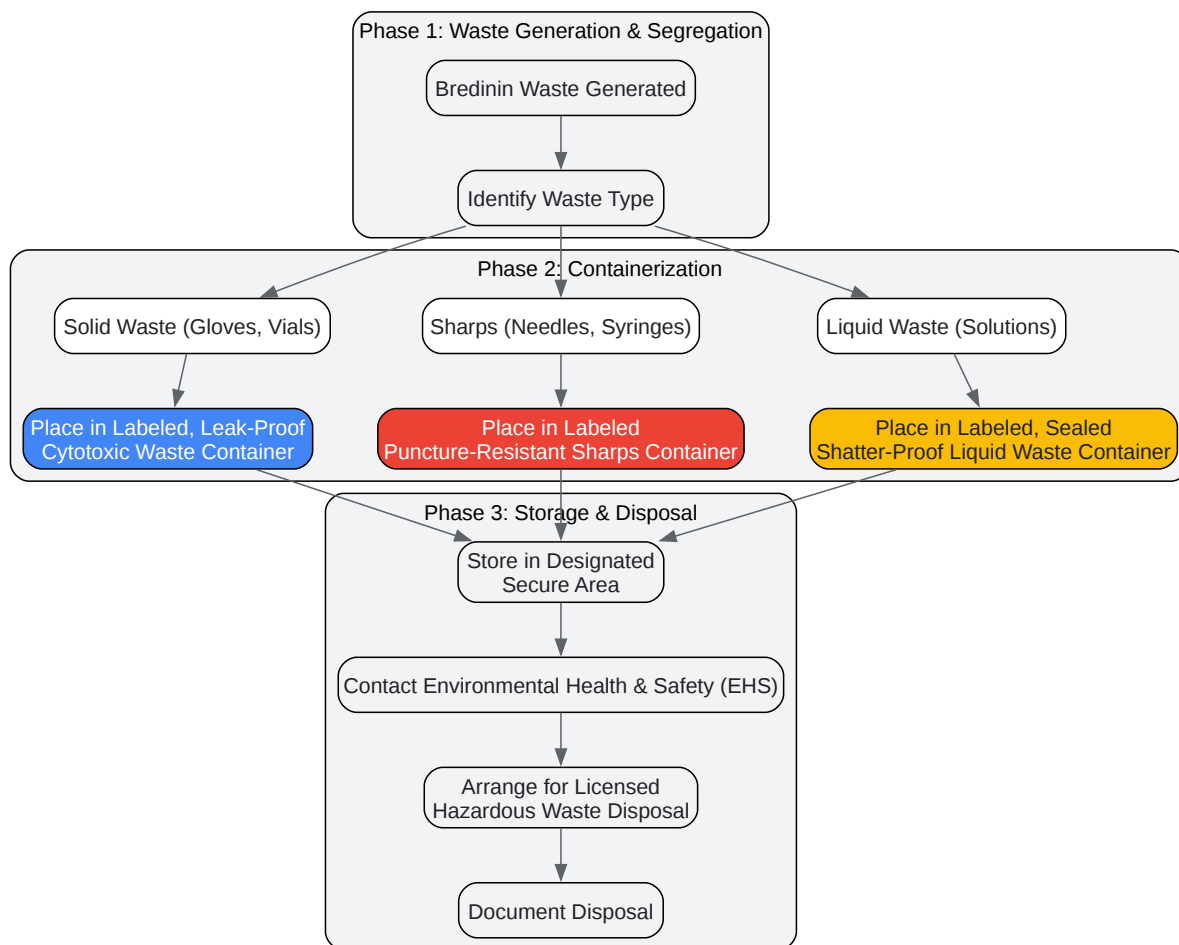 Phase 1: Waste Generation & Segregation
Bredinin Waste Generated
Identify Waste Type
Phase 2: Containerization
Solid Waste (Gloves, Vials)
Sharps (Needles, Syringes)
Liquid Waste (Solutions)
Place in Labeled, Leak-Proof
Cytotoxic Waste Container
Place in Labeled
Puncture-Resistant Sharps Container
Place in Labeled, Sealed
Shatter-Proof Liquid Waste Container
Phase 3: Storage & Disposal
Store in Designated
Secure Area
Contact Environmental Health & Safety (EHS)
Arrange for Licensed
Hazardous Waste Disposal
Document Disposal